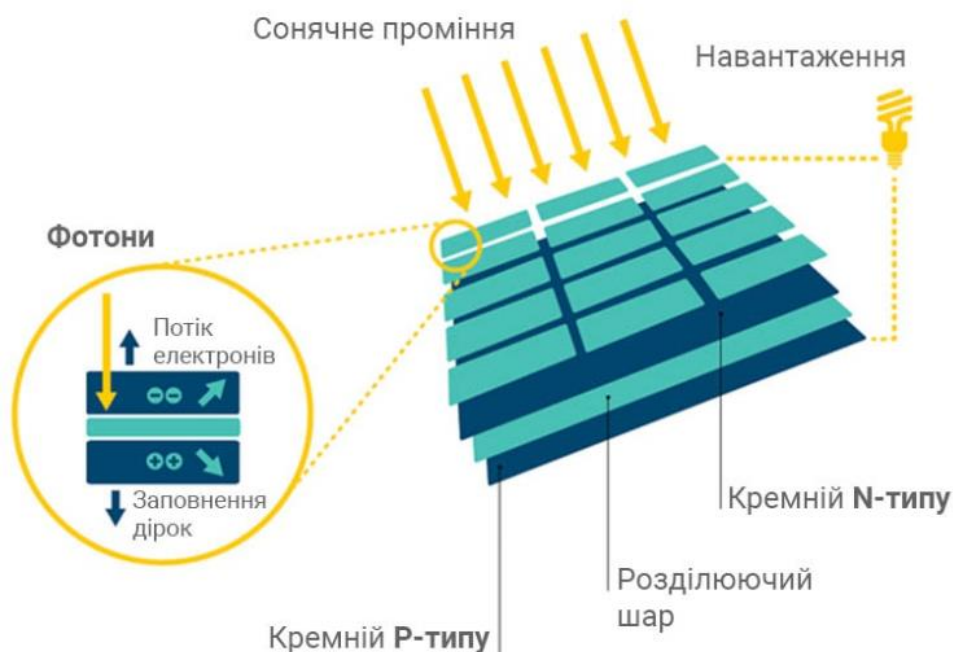 Сонячне проміння
Навантаження
Фотони
Потік
електронів
Заповнення
дірок
Кремній N-типу
Розділюючий
шар
Кремній P-типу